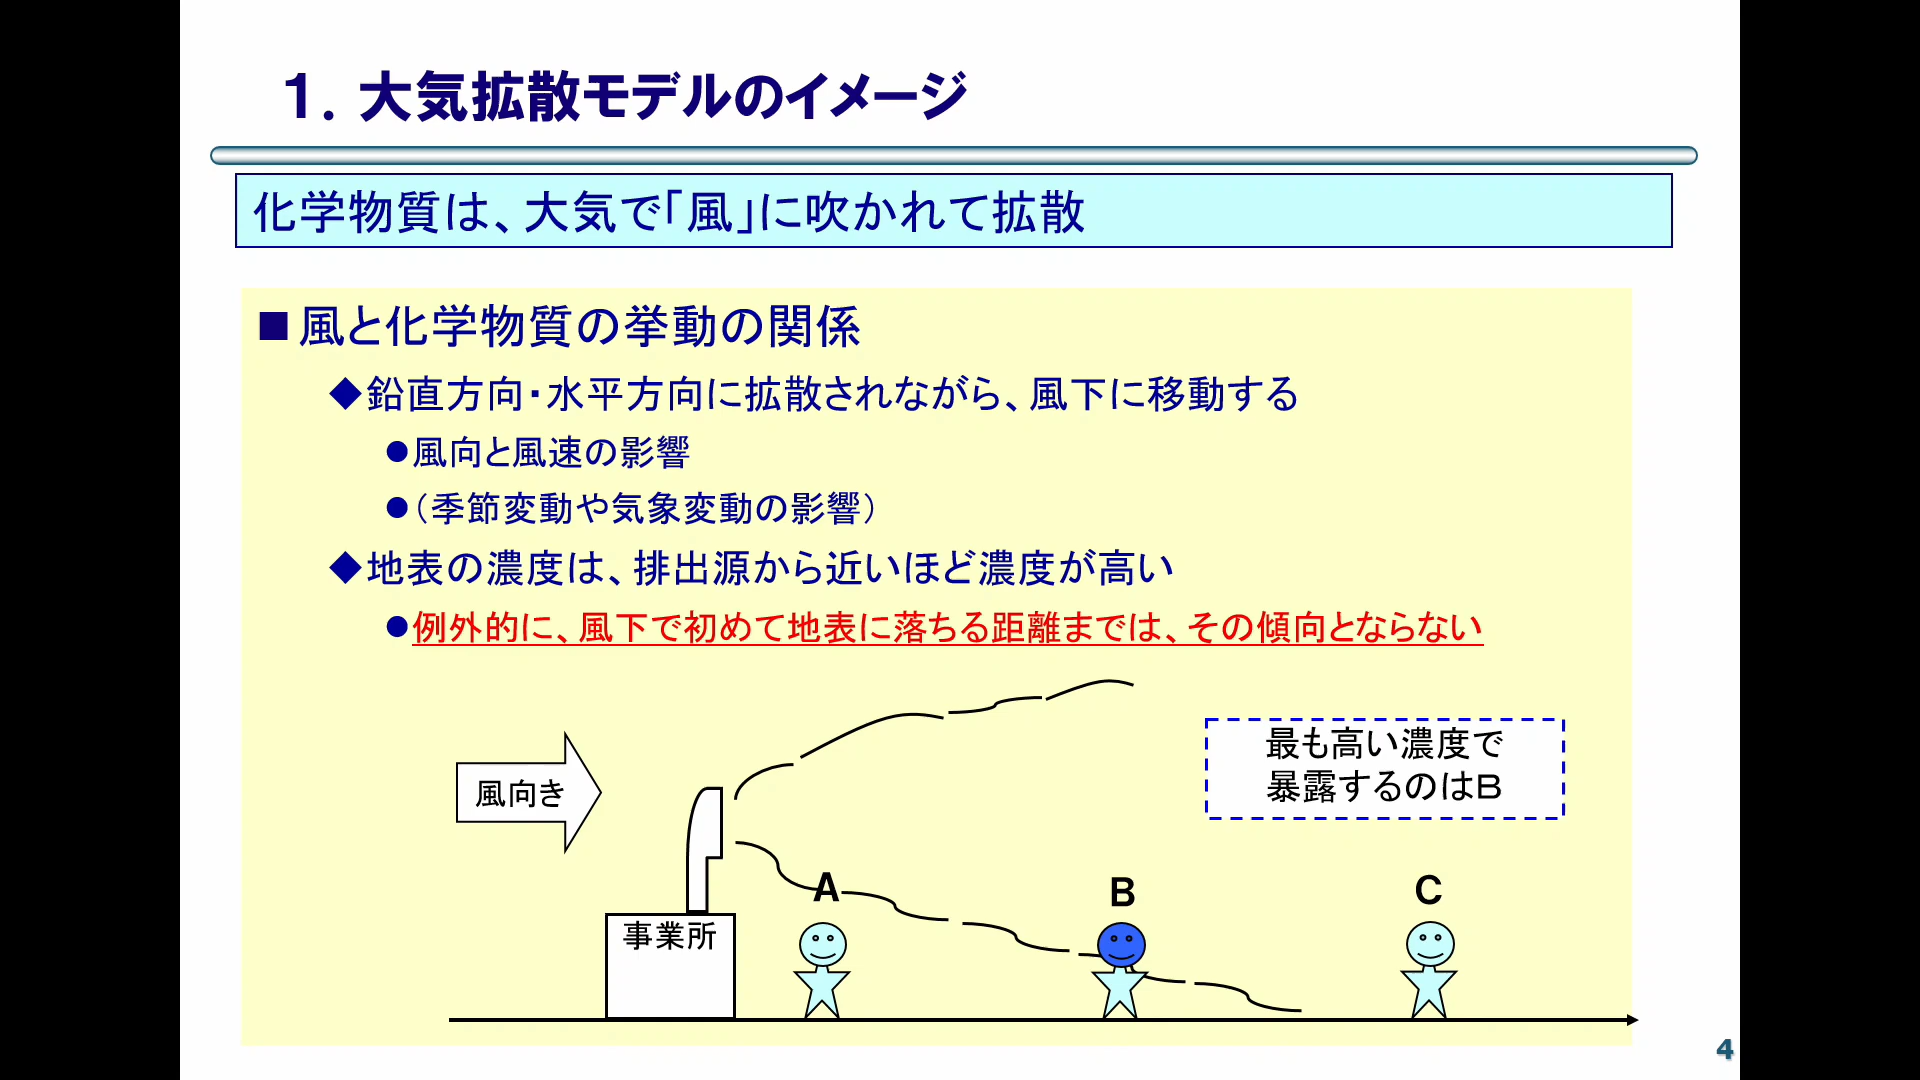 １．大気拡散モデルのイメージ
化学物質は、大気で「風」に吹かれて拡散
■風と化学物質の挙動の関係
◆鉛直方向・水平方向に拡散されながら、風下に移動する
●風向と風速の影響
●（季節変動や気象変動の影響）
◆地表の濃度は、排出源から近いほど濃度が高い
●例外的に、風下で初めて地表に落ちる距離までは、その傾向とならない
最も高い濃度で
暴露するのはＢ
風向き
A
B
C
事業所
4